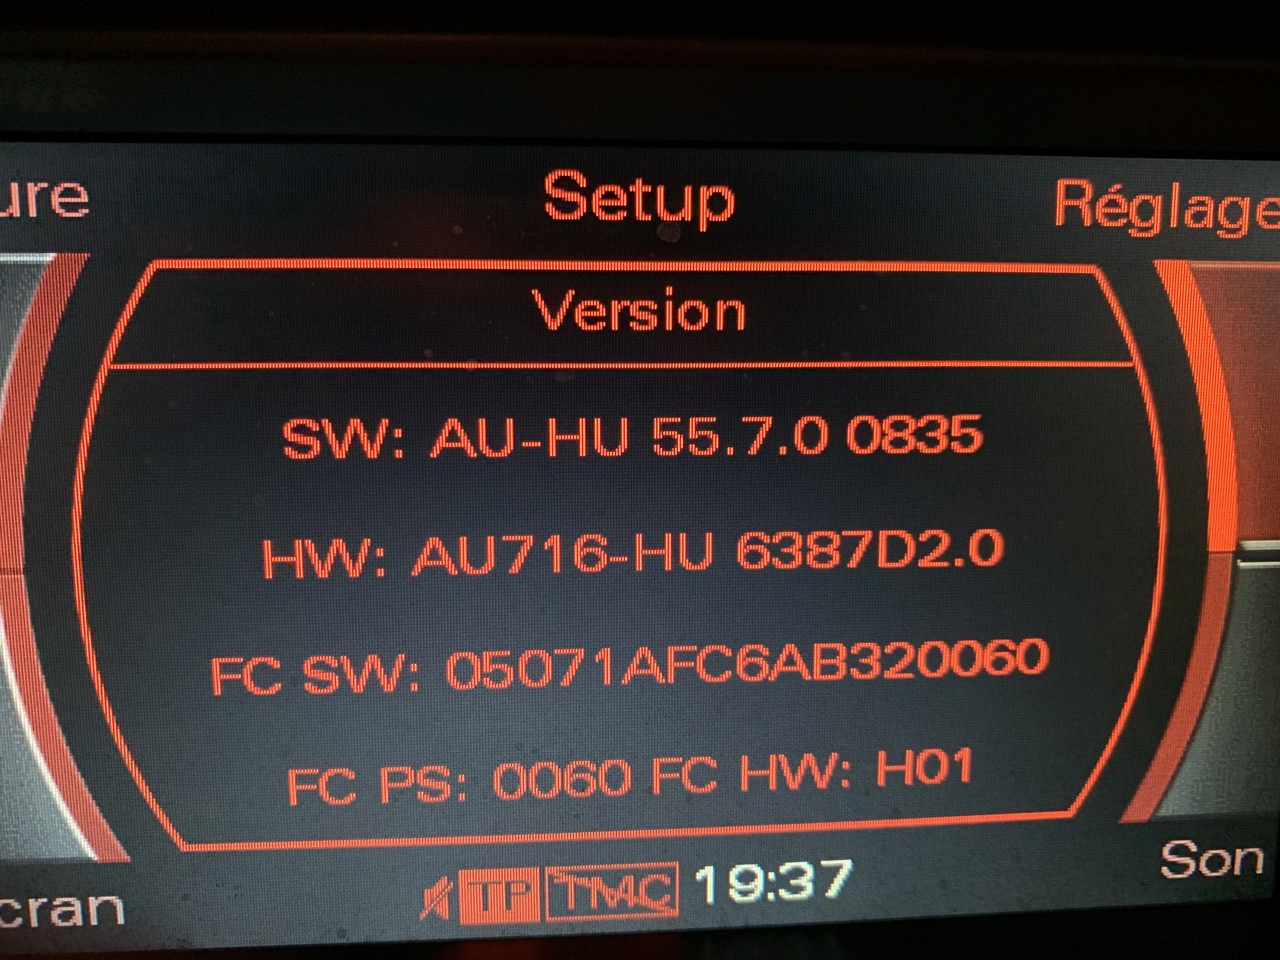 ure Setup Réglage
Version
SW: AU-HU 55.7.0 0835
HW: AU716-HU 6387D2.0
FC SW: 05071AFC6AB320060
FC PS: 0060 FC HW: H01
cran TP TMC 19:37 Son